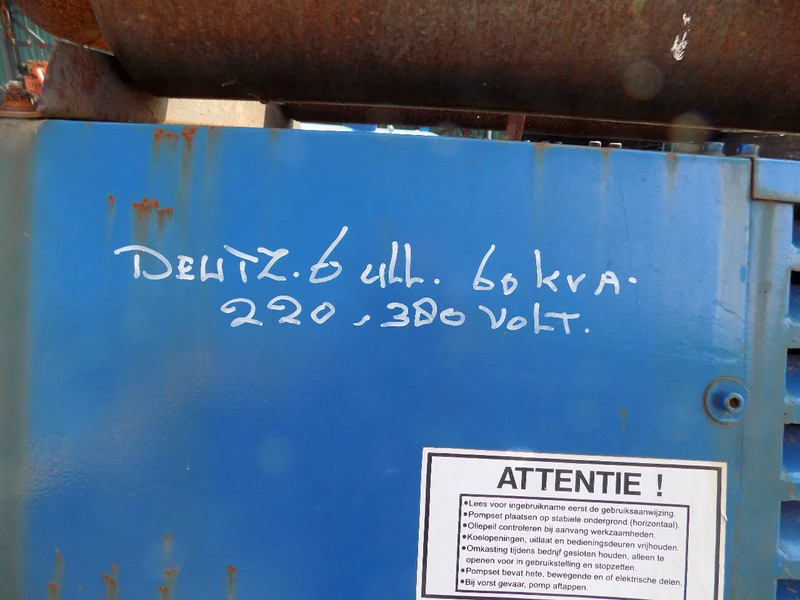 DEUTZ. 6 cyll. 60 kVA.
220, 380 VOLT.
ATTENTIE !
•Lees voor ingebruikname eerst de gebruiksaanwijzing.
•Pompset plaatsen op stabiele ondergrond (horizontaal).
•Oliepeil controleren bij aanvang werkzaamheden.
•Koelopeningen, uitlaat en bedieningsdeuren vrijhouden.
•Omkasting tijdens bedrijf gesloten houden, alleen te
openen voor in gebruikstelling en stopzetten.
•Pompset bevat hete, bewegende en of elektrische delen.
•Bij vorst gevaar, pomp aftappen.